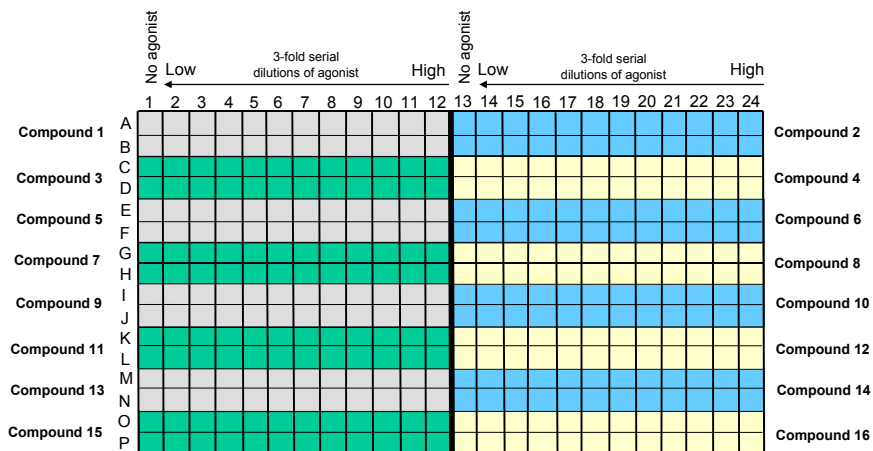 No agonist
3-fold serial
dilutions of agonist
Low
High
No agonist
3-fold serial
dilutions of agonist
Low
High
1 2 3 4 5 6 7 8 9 10 11 12 13 14 15 16 17 18 19 20 21 22 23 24
Compound 1
A
B
Compound 2
Compound 3
C
D
Compound 4
Compound 5
E
F
Compound 6
Compound 7
G
H
Compound 8
Compound 9
I
J
Compound 10
Compound 11
K
L
Compound 12
Compound 13
M
N
Compound 14
Compound 15
O
P
Compound 16